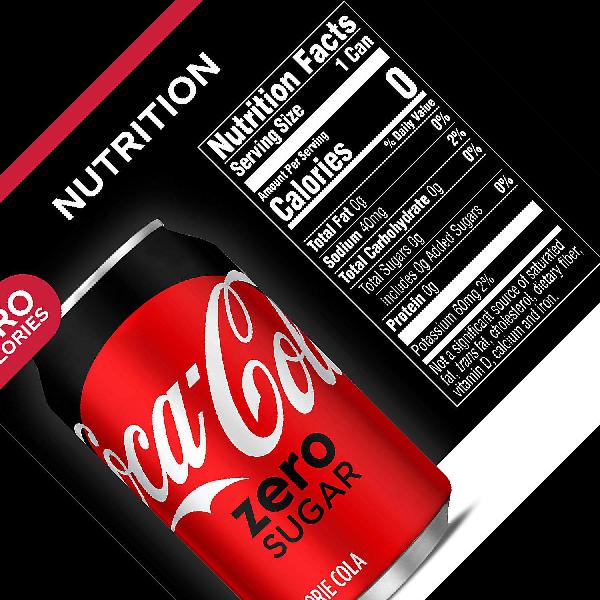 NUTRITION
Nutrition Facts
Serving Size 1 Can
Amount Per Serving
Calories 0
% Daily Value
Total Fat 0g 0%
Sodium 40mg 2%
Total Carbohydrate 0g 0%
Total Sugars 0g
includes 0g Added Sugars 0%
Protein 0g
Potassium 60mg 2%
Not a significant source of saturated
fat, trans fat, cholesterol, dietary fiber,
vitamin D, calcium and iron.
RO
LORIES
Coca-Cola
zero
SUGAR
ORIE COLA